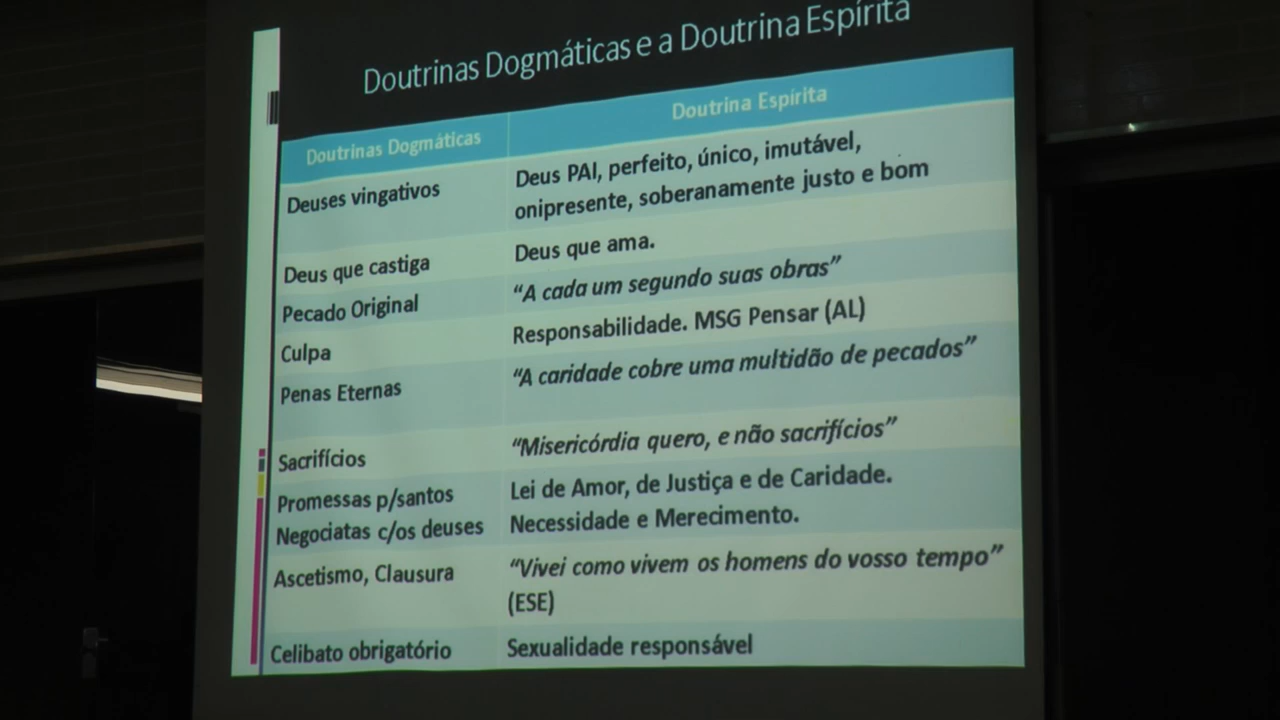 Doutrinas Dogmáticas e a Doutrina Espírita
Doutrinas Dogmáticas
Doutrina Espírita
Deuses vingativos
Deus PAI, perfeito, único, imutável,
onipresente, soberanamente justo e bom
Deus que castiga
Deus que ama.
Pecado Original
“A cada um segundo suas obras”
Culpa
Responsabilidade. MSG Pensar (AL)
Penas Eternas
“A caridade cobre uma multidão de pecados”
Sacrifícios
“Misericórdia quero, e não sacrifícios”
Promessas p/santos
Negociatas c/os deuses
Lei de Amor, de Justiça e de Caridade.
Necessidade e Merecimento.
Ascetismo, Clausura
“Vivei como vivem os homens do vosso tempo”
(ESE)
Celibato obrigatório
Sexualidade responsável